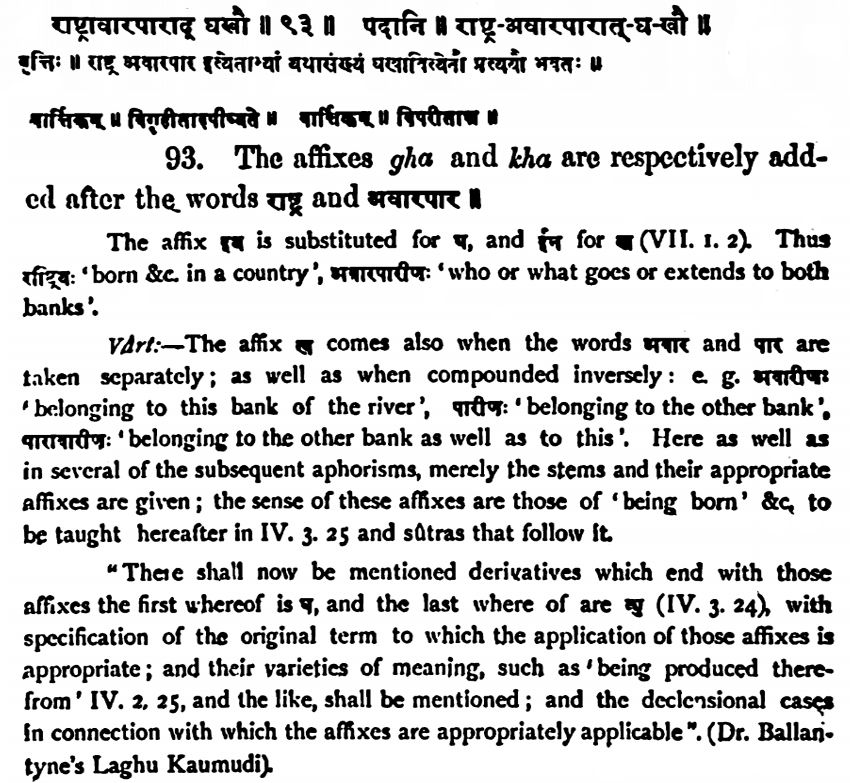 राष्ट्रावारपाराद् घखौ ॥ ९३ ॥ पदानि ॥ राष्ट्र-अवारपारात्-घ-खौ ॥
वृत्तिः ॥ राष्ट्र अवारपार इत्येताभ्यां यथासंख्यं घखावित्येतौ प्रत्ययौ भवतः ॥
वार्त्तिकम् ॥ विगृहीतादपीष्यते ॥ वार्त्तिकम् ॥ विपरीताच्च ॥
93. The affixes gha and kha are respectively add-
ed after the words राष्ट्र and अवारपार ॥
The affix इय is substituted for घ, and ईन for ख (VII. 1. 2). Thus
राष्ट्रियः 'born &c. in a country', अवारपारीणः 'who or what goes or extends to both
banks'.
VÁrt:—The affix ख comes also when the words अवार and पार are
taken separately; as well as when compounded inversely: e. g. अवारीणः
'belonging to this bank of the river', पारीणः 'belonging to the other bank',
पारावारीणः 'belonging to the other bank as well as to this'. Here as well as
in several of the subsequent aphorisms, merely the stems and their appropriate
affixes are given; the sense of these affixes are those of 'being born' &c, to
be taught hereafter in IV. 3. 25 and sûtras that follow it.
"There shall now be mentioned derivatives which end with those
affixes the first whereof is घ, and the last where of are ट्यु (IV. 3. 24), with
specification of the original term to which the application of those affixes is
appropriate; and their varieties of meaning, such as 'being produced there-
from' IV. 2. 25, and the like, shall be mentioned; and the declensional cases
in connection with which the affixes are appropriately applicable". (Dr. Ballan-
tyne's Laghu Kaumudi).